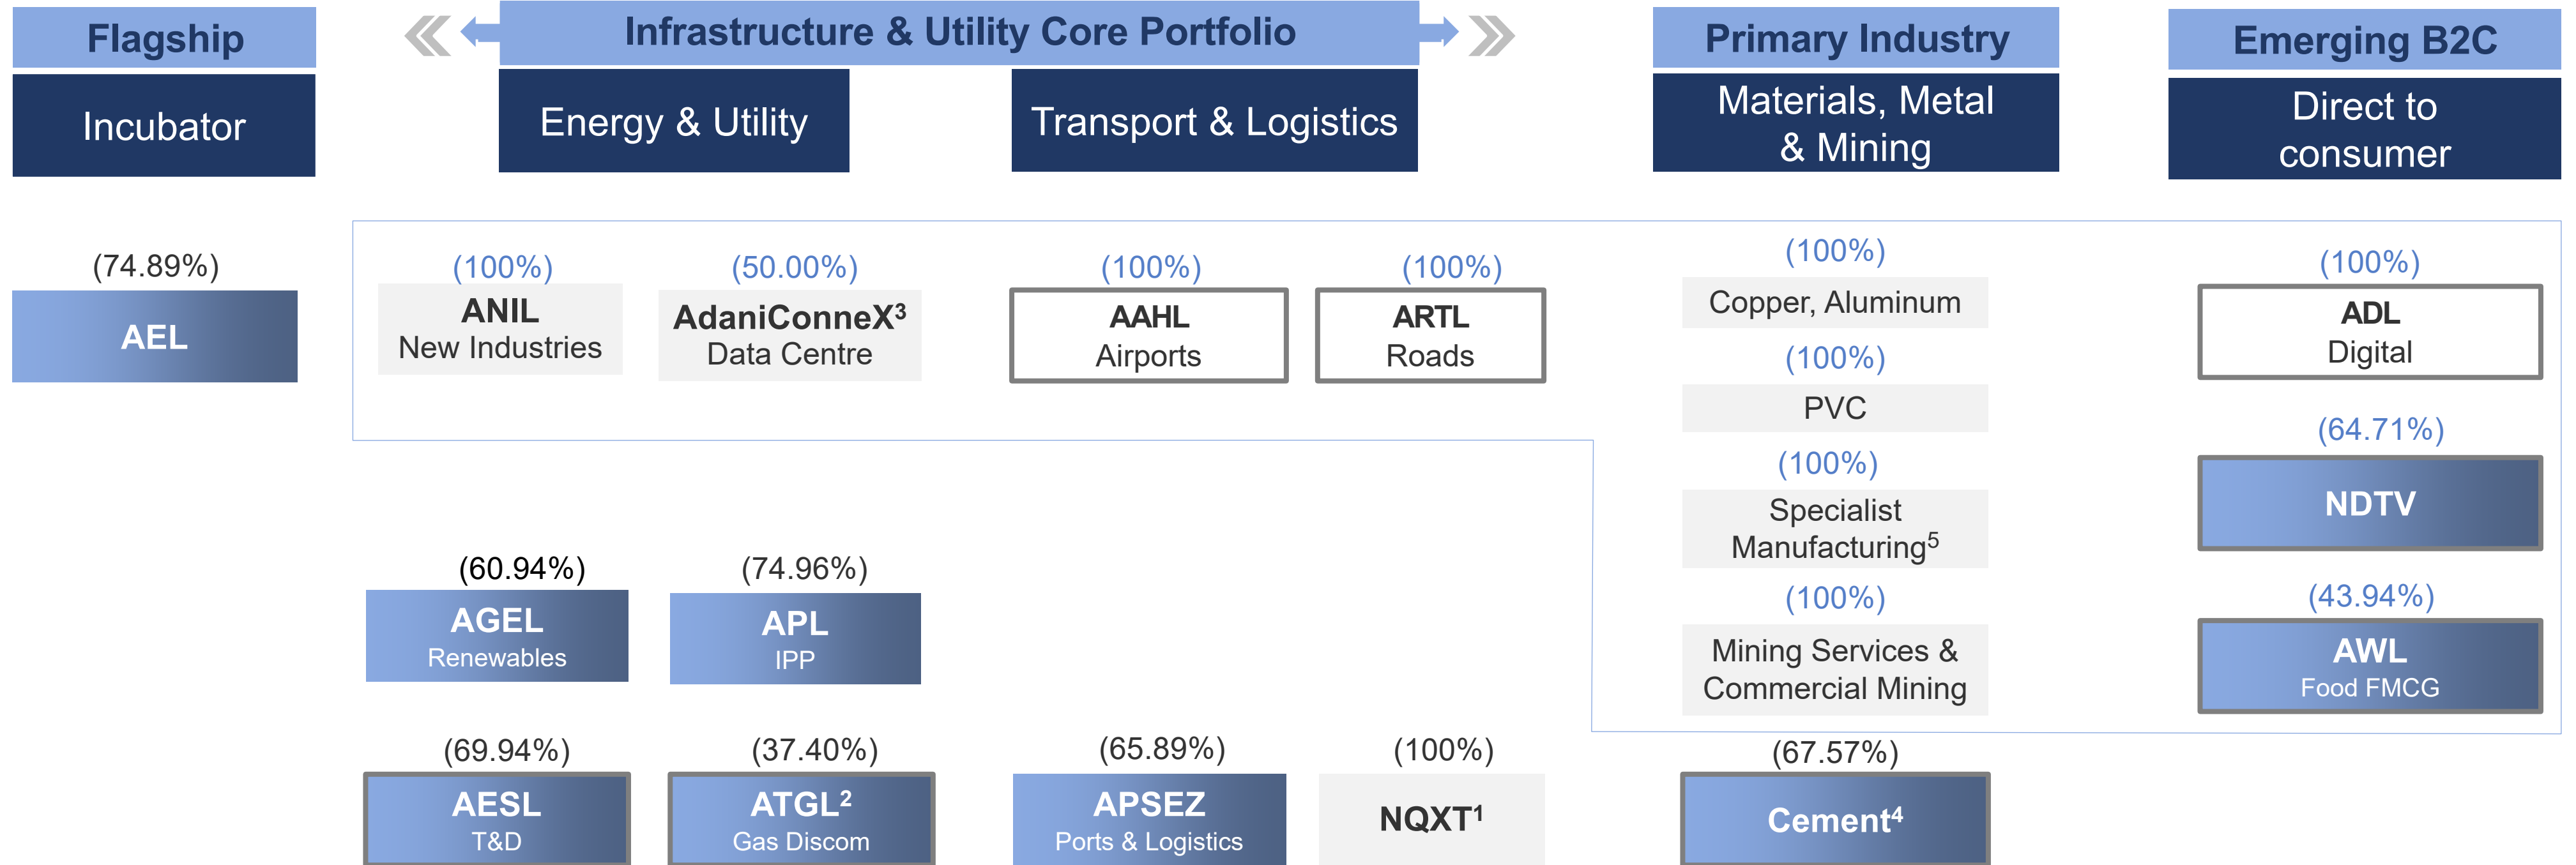 Flagship
Infrastructure & Utility Core Portfolio
Primary Industry
Emerging B2C
Incubator
Energy & Utility
Transport & Logistics
Materials, Metal
& Mining
Direct to
consumer
(74.89%)
AEL
(100%)
ANIL
New Industries
(50.00%)
AdaniConneX³
Data Centre
(100%)
AAHL
Airports
(100%)
ARTL
Roads
(100%)
Copper, Aluminum
(100%)
PVC
(100%)
Specialist
Manufacturing⁵
(100%)
Mining Services &
Commercial Mining
(100%)
ADL
Digital
(64.71%)
NDTV
(43.94%)
AWL
Food FMCG
(60.94%)
AGEL
Renewables
(74.96%)
APL
IPP
(69.94%)
AESL
T&D
(37.40%)
ATGL²
Gas Discom
(65.89%)
APSEZ
Ports & Logistics
(100%)
NQXT¹
(67.57%)
Cement⁴